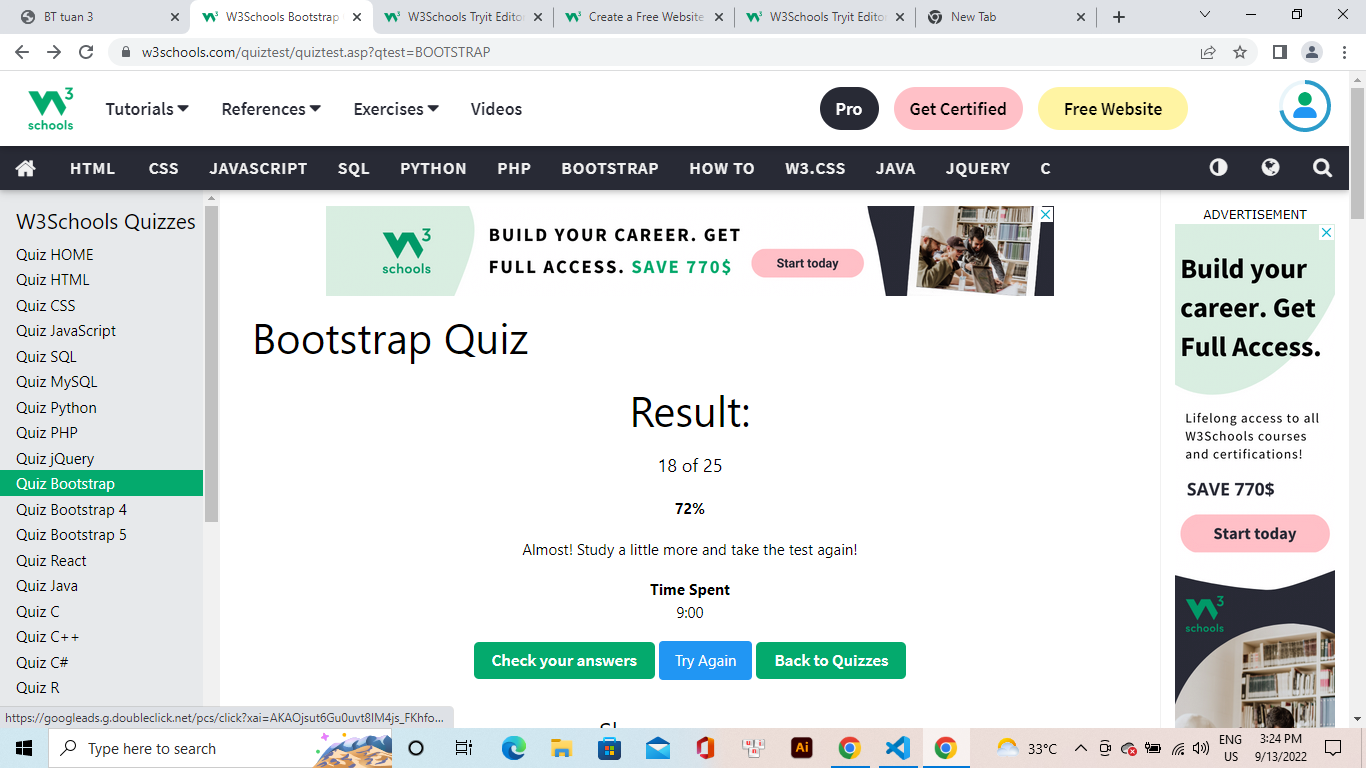 BT tuan 3
W3Schools Bootstrap
W3Schools Tryit Edito
Create a Free Website
W3Schools Tryit Edito
New Tab
w3schools.com/quiztest/quiztest.asp?qtest=BOOTSTRAP
3
schools
Tutorials
References
Exercises
Videos
Pro
Get Certified
Free Website
HTML
CSS
JAVASCRIPT
SQL
PYTHON
PHP
BOOTSTRAP
HOW TO
W3.CSS
JAVA
JQUERY
C
W3Schools Quizzes
Quiz HOME
Quiz HTML
Quiz CSS
Quiz JavaScript
Quiz SQL
Quiz MySQL
Quiz Python
Quiz PHP
Quiz jQuery
Quiz Bootstrap
Quiz Bootstrap 4
Quiz Bootstrap 5
Quiz React
Quiz Java
Quiz C
Quiz C++
Quiz C#
Quiz R
3
schools
BUILD YOUR CAREER. GET
FULL ACCESS. SAVE 770$
Start today
Bootstrap Quiz
Result:
18 of 25
72%
Almost! Study a little more and take the test again!
Time Spent
9:00
Check your answers
Try Again
Back to Quizzes
ADVERTISEMENT
Build your
career. Get
Full Access.
Lifelong access to all
W3Schools courses
and certifications!
SAVE 770$
Start today
3
schools
https://googleads.g.doubleclick.net/pcs/click?xai=AKAOjsut6Gu0uvt8IM4js_FKhfo...
Type here to search
Ai
33°C
ENG
US
3:24 PM
9/13/2022